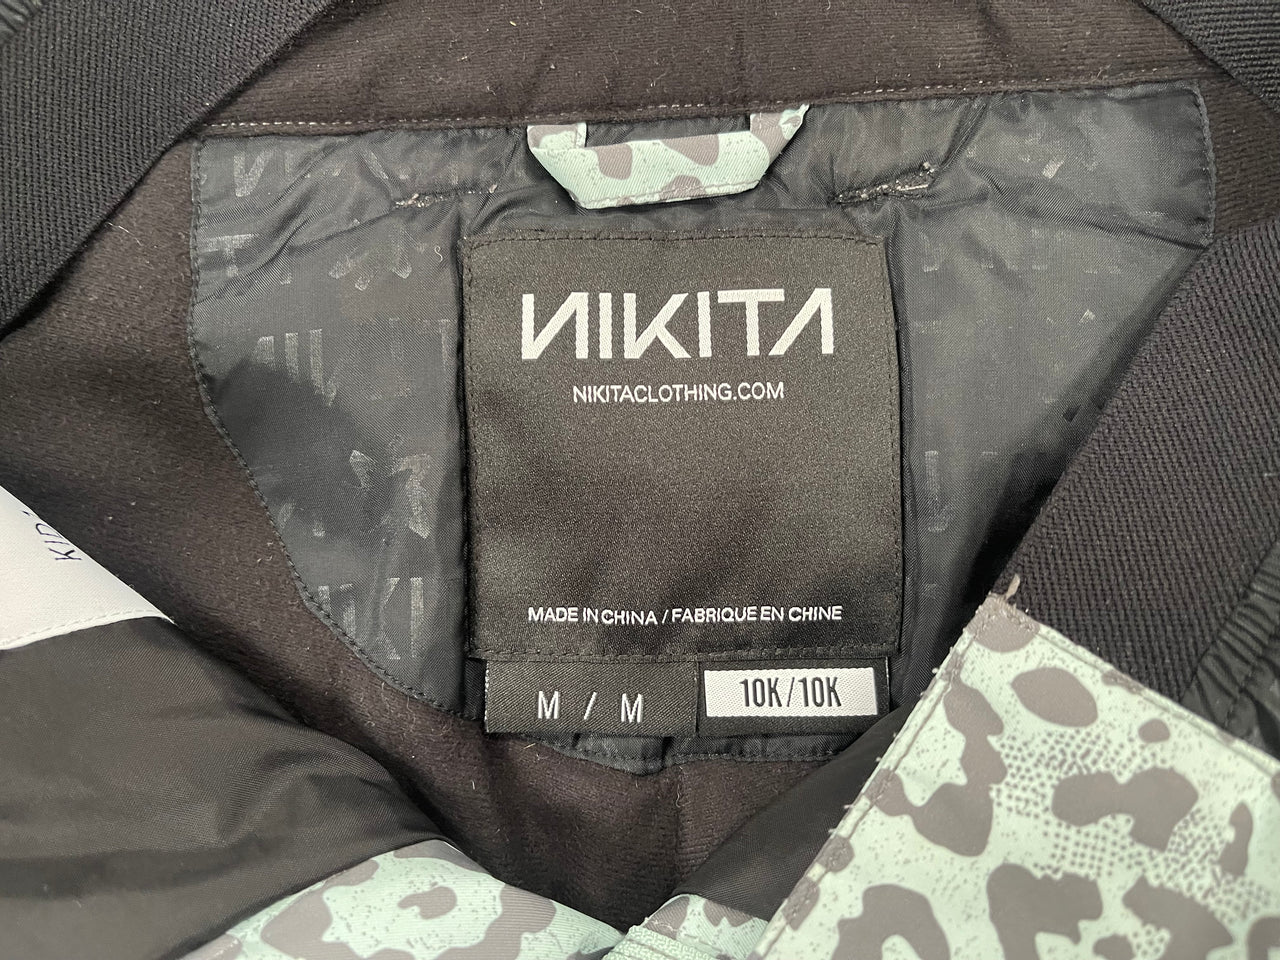 NIKITA
NIKITACLOTHING.COM
MADE IN CHINA / FABRIQUE EN CHINE
M / M
10K/10K